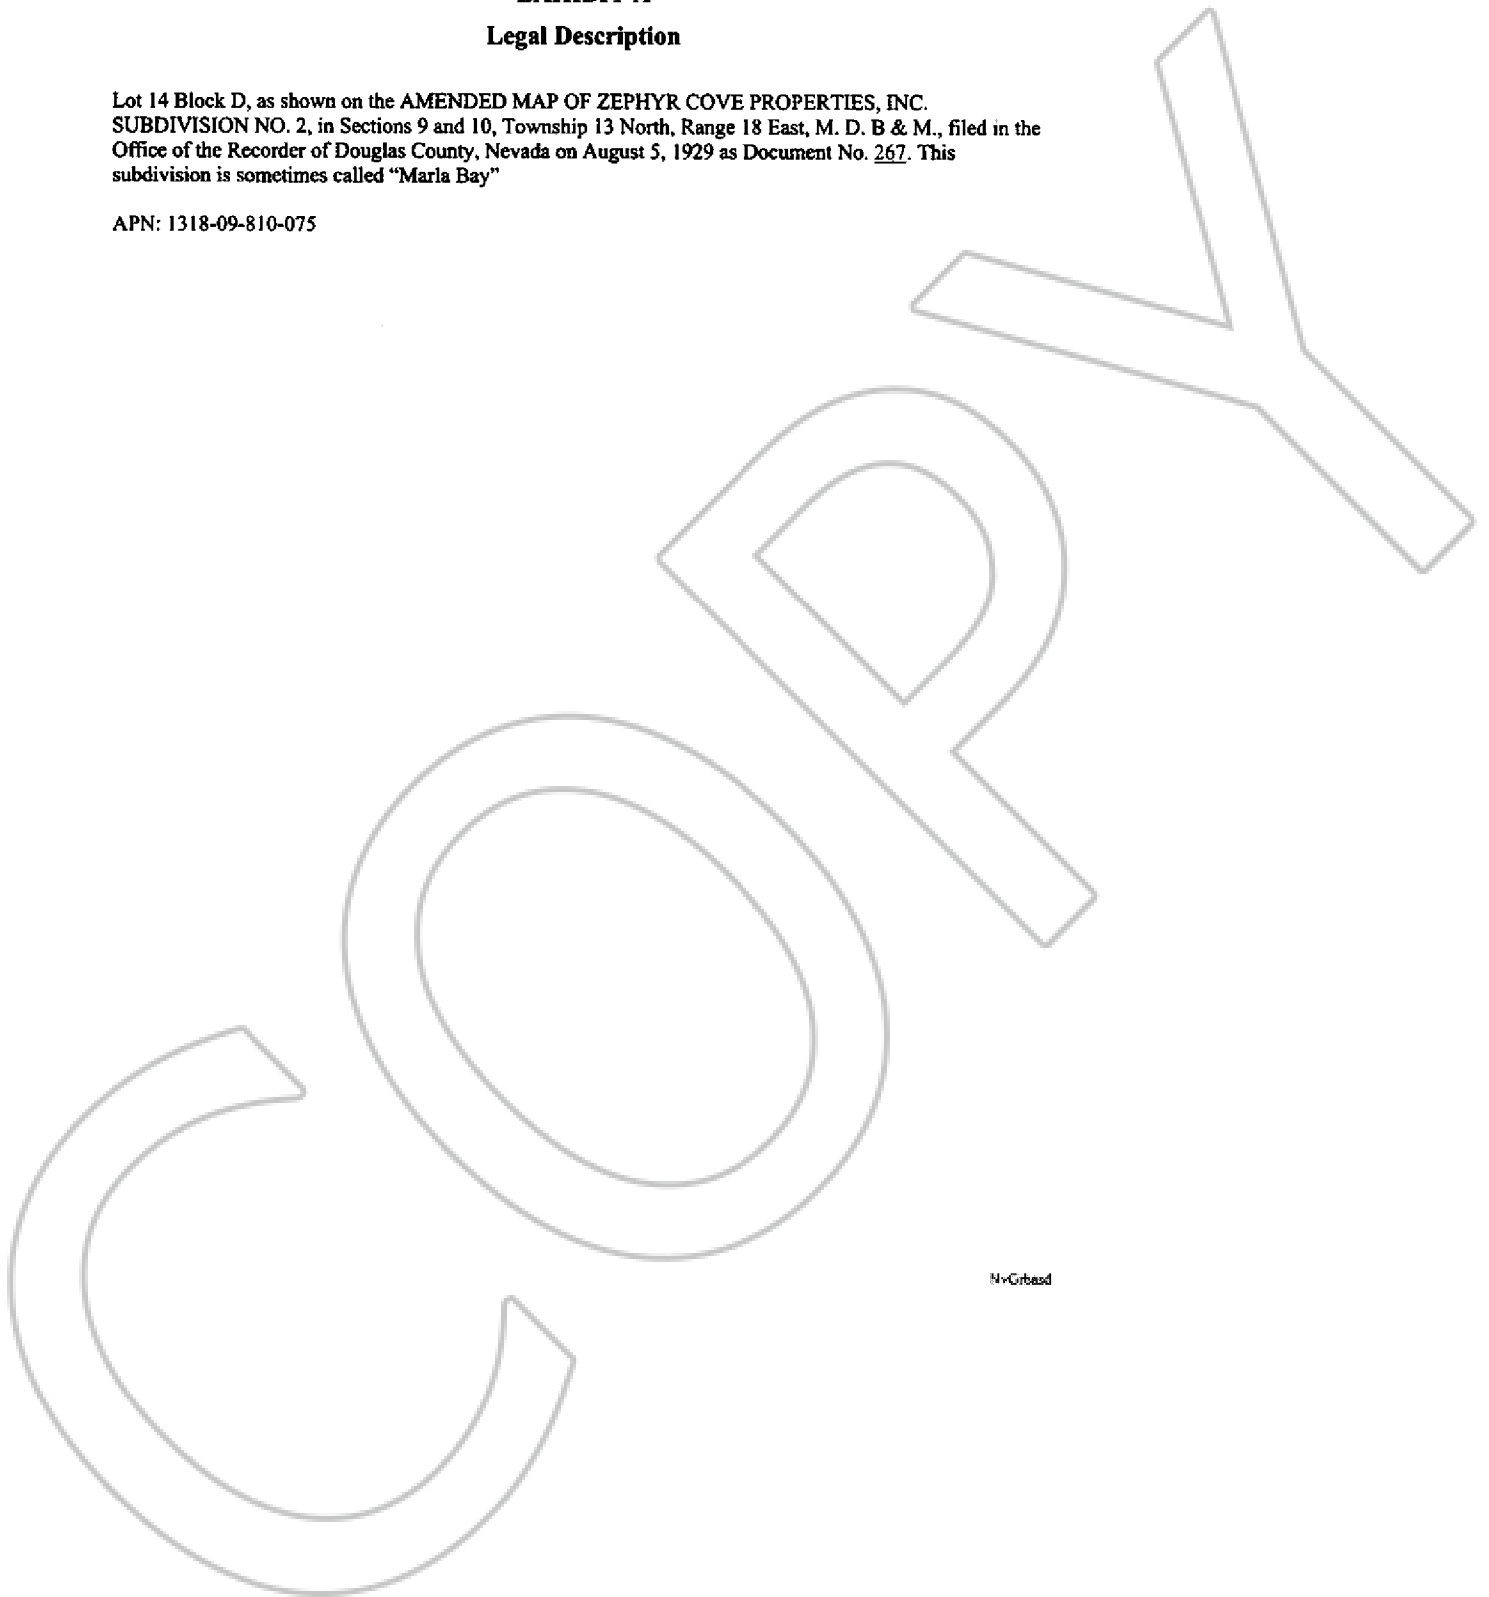 Legal Description
Lot 14 Block D, as shown on the AMENDED MAP OF ZEPHYR COVE PROPERTIES, INC.
SUBDIVISION NO. 2, in Sections 9 and 10, Township 13 North, Range 18 East, M. D. B & M., filed in the
Office of the Recorder of Douglas County, Nevada on August 5, 1929 as Document No. 267. This
subdivision is sometimes called “Marla Bay”
APN: 1318-09-810-075
COPY